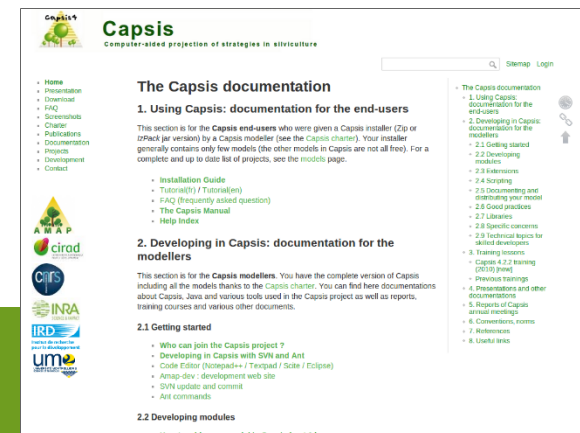 Capsis4
Capsis
Computer-aided projection of strategies in silviculture
Sitemap Login
Home
Presentation
Download
FAQ
Screenshots
Charter
Publications
Documentation
Projects
Development
Contact
AMAP
cirad
cnrs
INRA
IRD
Institut de recherche
pour le développement
um2
The Capsis documentation
1. Using Capsis: documentation for the end-users
This section is for the Capsis end-users who were given a Capsis installer (Zip or
IzPack jar version) by a Capsis modeller (see the Capsis charter). Your installer
generally contains only few models (the other models in Capsis are not all free). For a
complete and up to date list of projects, see the models page.
Installation Guide
Tutorial(fr) / Tutorial(en)
FAQ (frequently asked question)
The Capsis Manual
Help Index
2. Developing in Capsis: documentation for the
modellers
This section is for the Capsis modellers. You have the complete version of Capsis
including all the models thanks to the Capsis charter. You can find here documentations
about Capsis, Java and various tools used in the Capsis project as well as reports,
training courses and various other documents.
2.1 Getting started
Who can join the Capsis project ?
Developing in Capsis with SVN and Ant
Code Editor (Notepad++ / Textpad / Scite / Eclipse)
Amap-dev : development web site
SVN update and commit
Ant commands
2.2 Developing modules
The Capsis documentation
1. Using Capsis:
documentation for the
end-users
2. Developing in Capsis:
documentation for the
modellers
2.1 Getting started
2.2 Developing
modules
2.3 Extensions
2.4 Scripting
2.5 Documenting and
distributing your model
2.6 Good practices
2.7 Libraries
2.8 Specific concerns
2.9 Technical topics for
skilled developers
3. Training lessons
Capsis 4.2.2 training
(2010) [new]
Previous trainings
4. Presentations and other
documentations
5. Reports of Capsis
annual meetings
6. Conventions, norms
7. References
8. Useful links